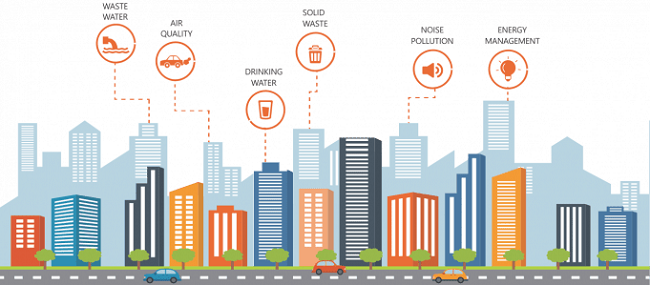 WASTE
WATER
AIR
QUALITY
DRINKING
WATER
SOLID
WASTE
NOISE
POLLUTION
ENERGY
MANAGEMENT